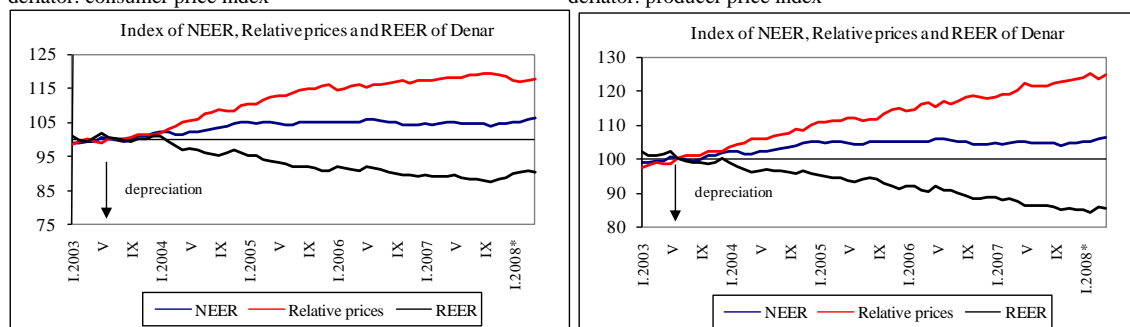 deflator: consumer price index
deflator: producer price index
Index of NEER, Relative prices and REER of Denar
125
115
105
95
85
75
depreciation
I.2003
V
IX
I.2004
V
IX
I.2005
V
IX
I.2006
V
IX
I.2007
V
IX
I.2008*
NEER
Relative prices
REER
Index of NEER, Relative prices and REER of Denar
130
120
110
100
90
80
depreciation
I.2003
V
IX
I.2004
V
IX
I.2005
V
IX
I.2006
V
IX
I.2007
V
IX
I.2008*
NEER
Relative prices
REER